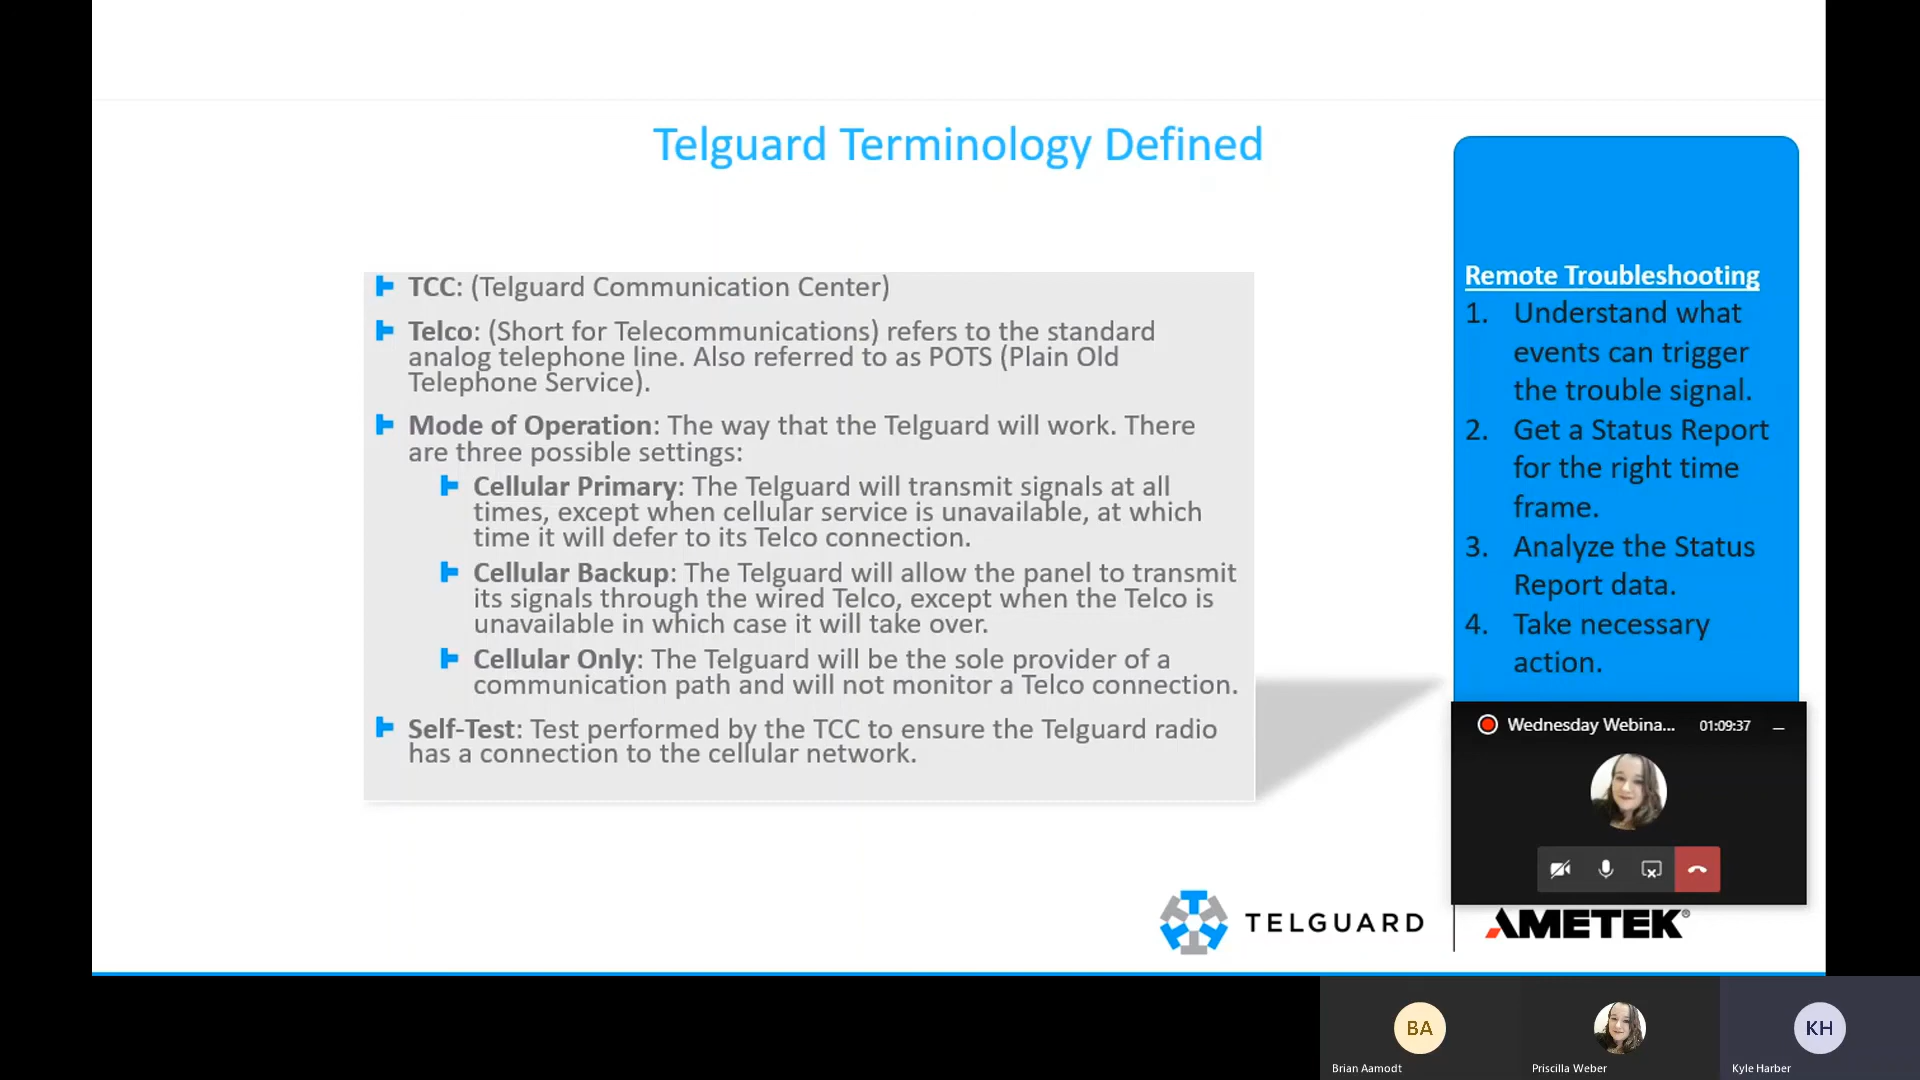 Telguard Terminology Defined
TCC: (Telguard Communication Center)
Telco: (Short for Telecommunications) refers to the standard
analog telephone line. Also referred to as POTS (Plain Old
Telephone Service).
Mode of Operation: The way that the Telguard will work. There
are three possible settings:
Cellular Primary: The Telguard will transmit signals at all
times, except when cellular service is unavailable, at which
time it will defer to its Telco connection.
Cellular Backup: The Telguard will allow the panel to transmit
its signals through the wired Telco, except when the Telco is
unavailable in which case it will take over.
Cellular Only: The Telguard will be the sole provider of a
communication path and will not monitor a Telco connection.
Self-Test: Test performed by the TCC to ensure the Telguard radio
has a connection to the cellular network.
Remote Troubleshooting
1. Understand what
events can trigger
the trouble signal.
2. Get a Status Report
for the right time
frame.
3. Analyze the Status
Report data.
4. Take necessary
action.
Wednesday Webina... 01:09:37
TELGUARD
AMETEK®
BA
KH
Brian Aamodt
Priscilla Weber
Kyle Harber